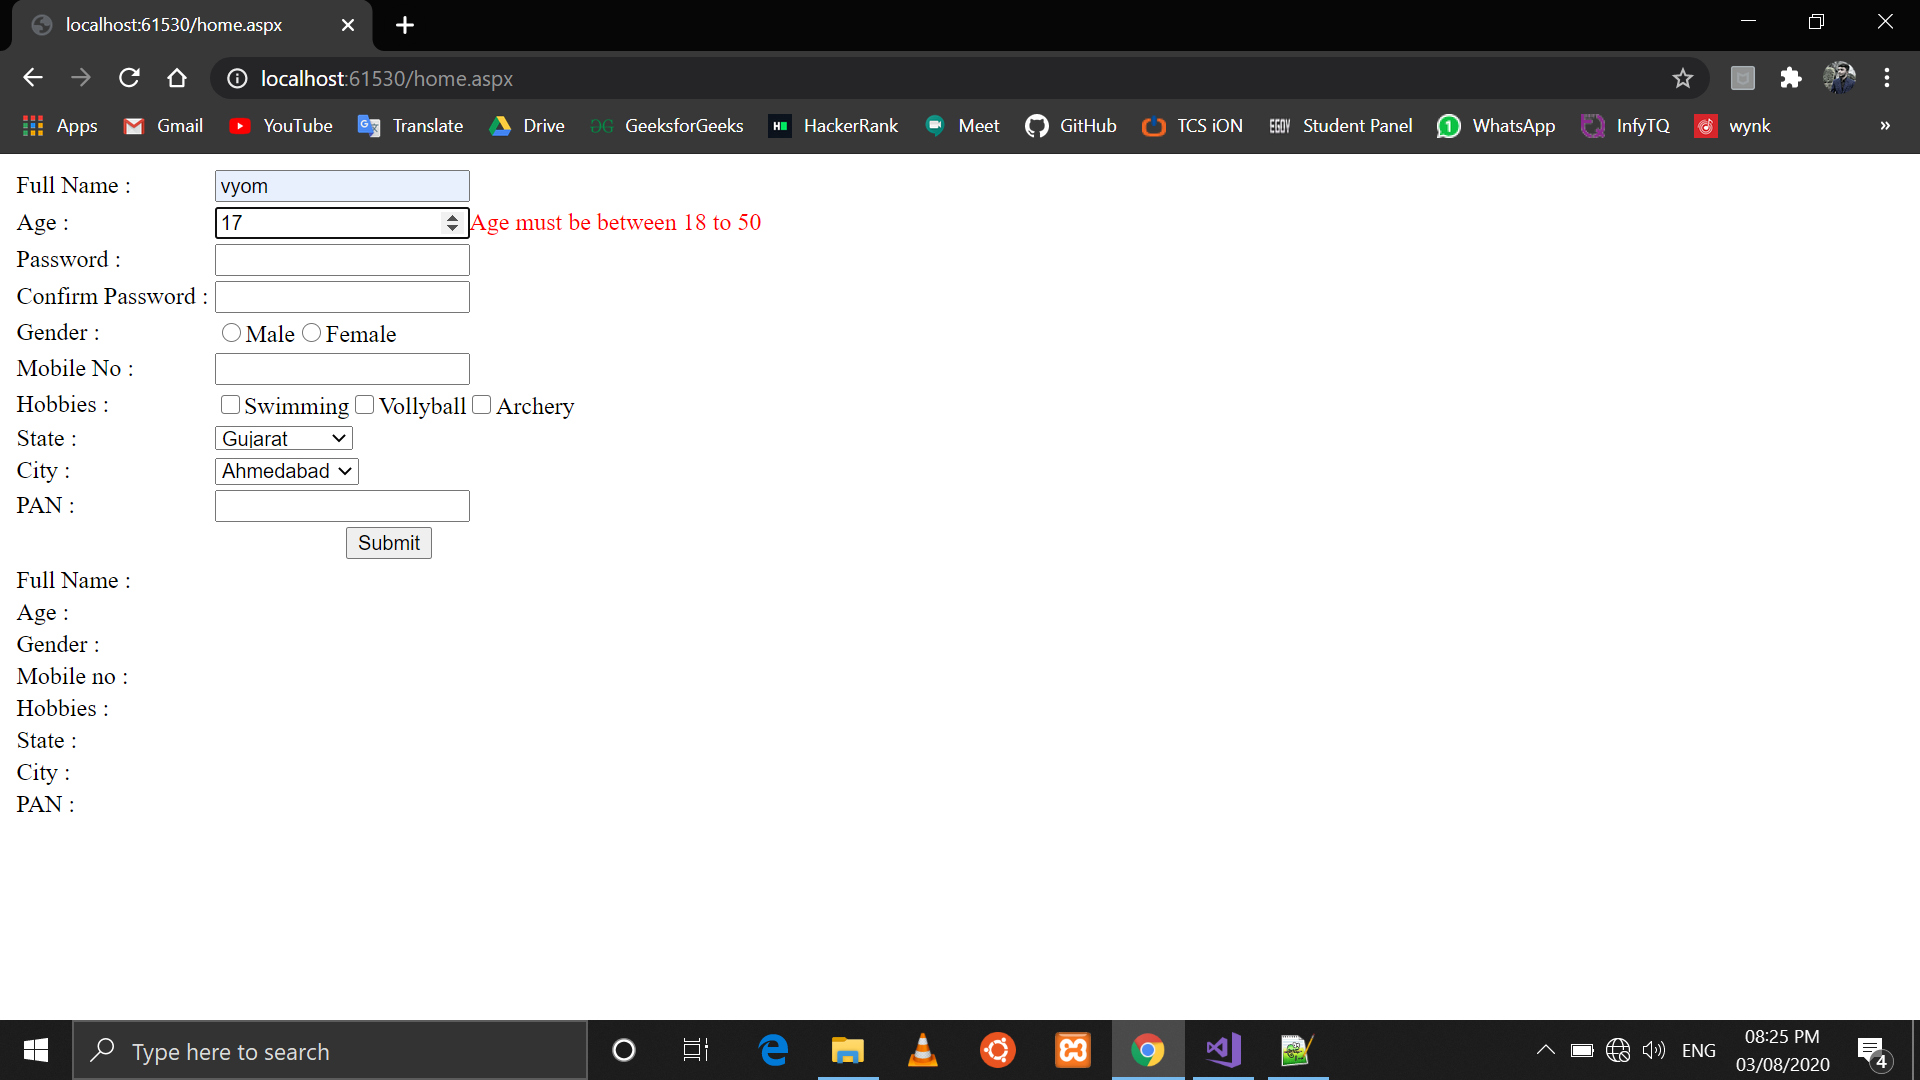 localhost:61530/home.aspx
localhost:61530/home.aspx
Apps Gmail YouTube Translate Drive GeeksforGeeks HackerRank Meet GitHub TCS iON EGOV Student Panel 1 WhatsApp InfyTQ wynk »
Full Name : vyom
Age : 17 Age must be between 18 to 50
Password :
Confirm Password :
Gender : Male Female
Mobile No :
Hobbies : Swimming Vollyball Archery
State : Gujarat
City : Ahmedabad
PAN :
Submit
Full Name :
Age :
Gender :
Mobile no :
Hobbies :
State :
City :
PAN :
Type here to search ENG 08:25 PM
03/08/2020 4